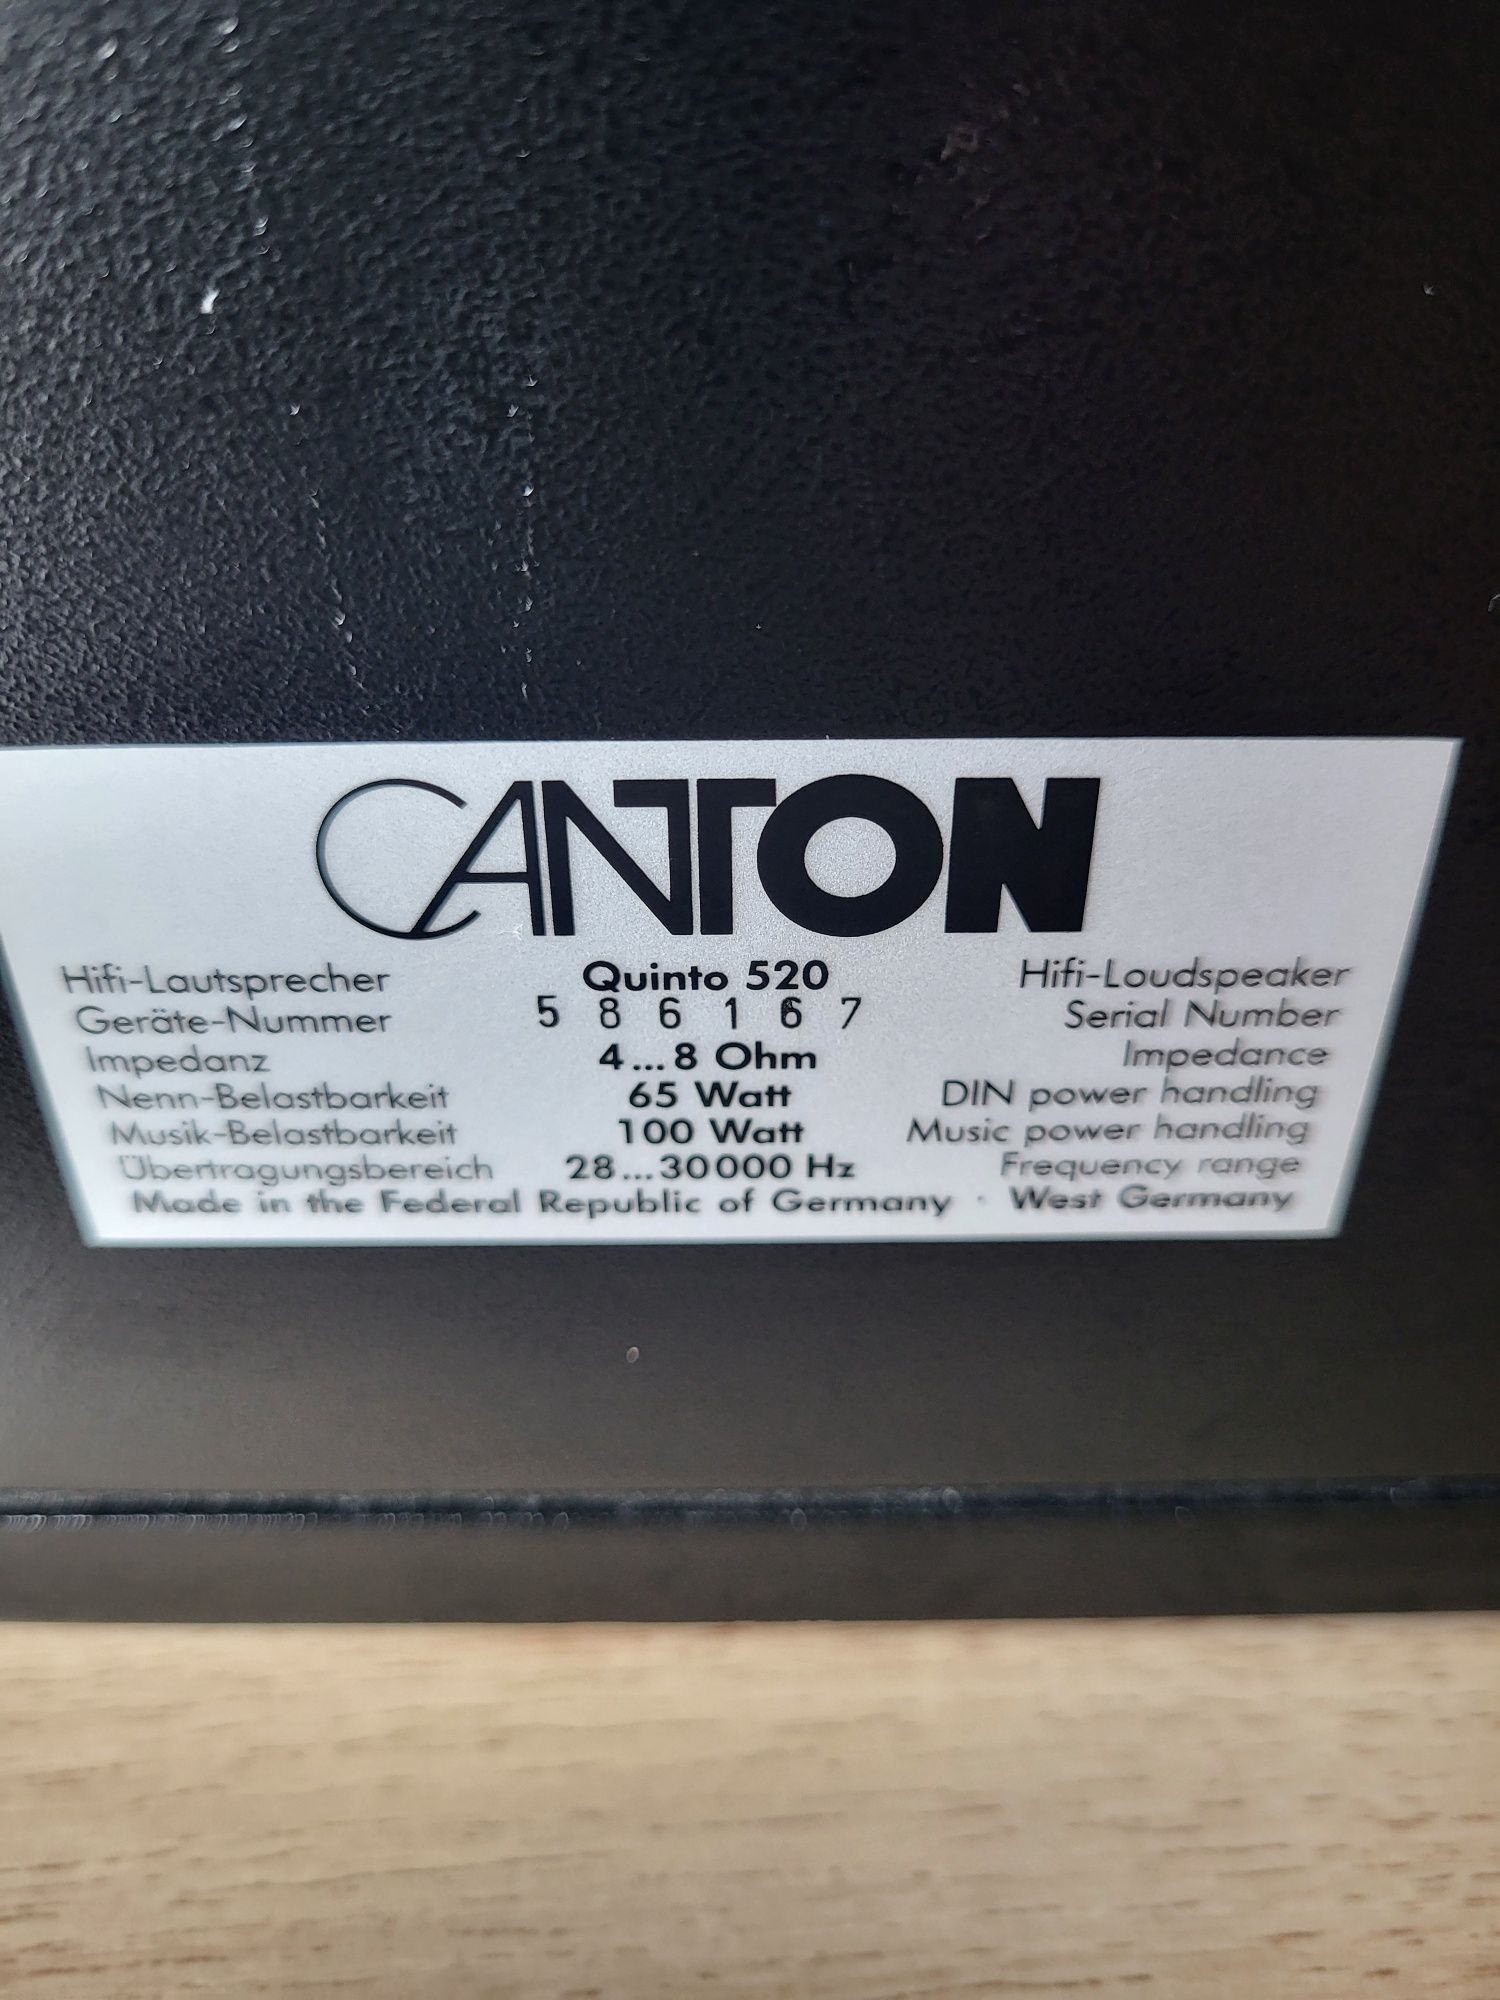 CANTON
Hifi-Lautsprecher Quinto 520 Hifi-Loudspeaker
Geräte-Nummer 5 8 6 1 6 7 Serial Number
Impedanz 4...8 Ohm Impedance
Nenn-Belastbarkeit 65 Watt DIN power handling
Musik-Belastbarkeit 100 Watt Music power handling
Übertragungsbereich 28...30000 Hz Frequency range
Made in the Federal Republic of Germany · West Germany